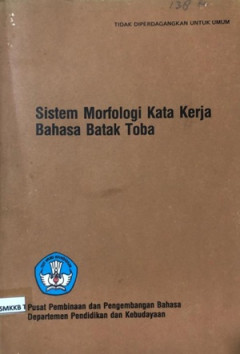 TIDAK DIPERDAGANGKAN UNTUK UMUM
Sistem Morfologi Kata Kerja
Bahasa Batak Toba
Pusat Pembinaan dan Pengembangan Bahasa
Departemen Pendidikan dan Kebudayaan